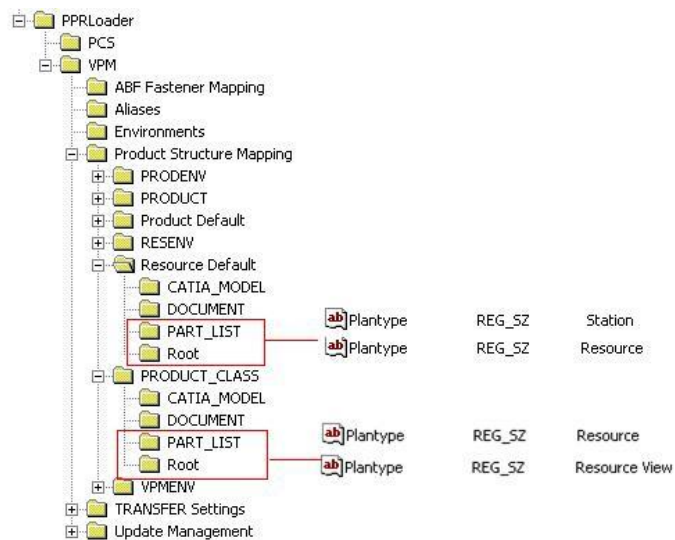 PPRLoader
PCS
VPM
ABF Fastener Mapping
Aliases
Environments
Product Structure Mapping
PRODENV
PRODUCT
Product Default
RESENV
Resource Default
CATIA_MODEL
DOCUMENT
PART_LIST
ab Plantype REG_SZ Station
Root
ab Plantype REG_SZ Resource
PRODUCT_CLASS
CATIA_MODEL
DOCUMENT
PART_LIST
ab Plantype REG_SZ Resource
Root
ab Plantype REG_SZ Resource View
VPMENV
TRANSFER Settings
Update Management